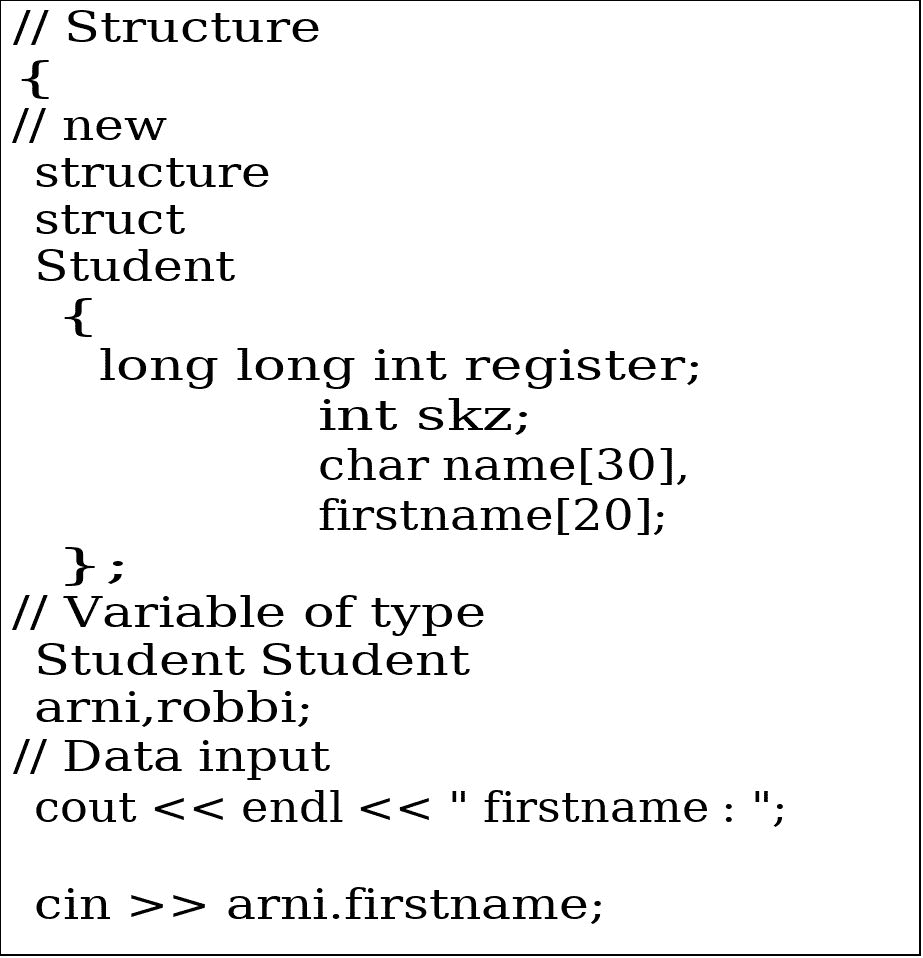 // Structure
{
// new
structure
struct
Student
{
long long int register;
int skz;
char name[30],
firstname[20];
};
// Variable of type
Student Student
arni,robbi;
// Data input
cout << endl << " firstname : ";
cin >> arni.firstname;